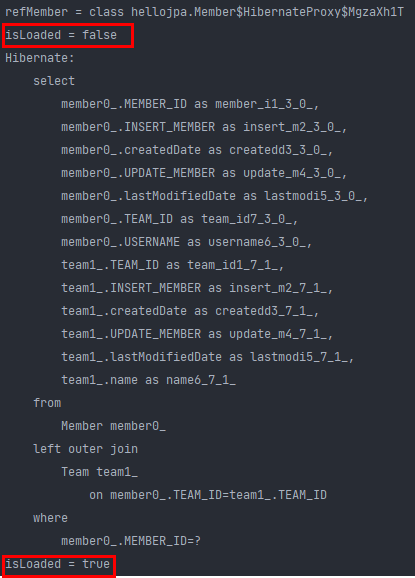 refMember = class hellojpa.Member$HibernateProxy$MgzaXh1T
isLoaded = false
Hibernate:
select
member0_.MEMBER_ID as member_i1_3_0_,
member0_.INSERT_MEMBER as insert_m2_3_0_,
member0_.createdDate as createdd3_3_0_,
member0_.UPDATE_MEMBER as update_m4_3_0_,
member0_.lastModifiedDate as lastmodi5_3_0_,
member0_.TEAM_ID as team_id7_3_0_,
member0_.USERNAME as username6_3_0_,
team1_.TEAM_ID as team_id1_7_1_,
team1_.INSERT_MEMBER as insert_m2_7_1_,
team1_.createdDate as createdd3_7_1_,
team1_.UPDATE_MEMBER as update_m4_7_1_,
team1_.lastModifiedDate as lastmodi5_7_1_,
team1_.name as name6_7_1_
from
Member member0_
left outer join
Team team1_
on member0_.TEAM_ID=team1_.TEAM_ID
where
member0_.MEMBER_ID=?
isLoaded = true